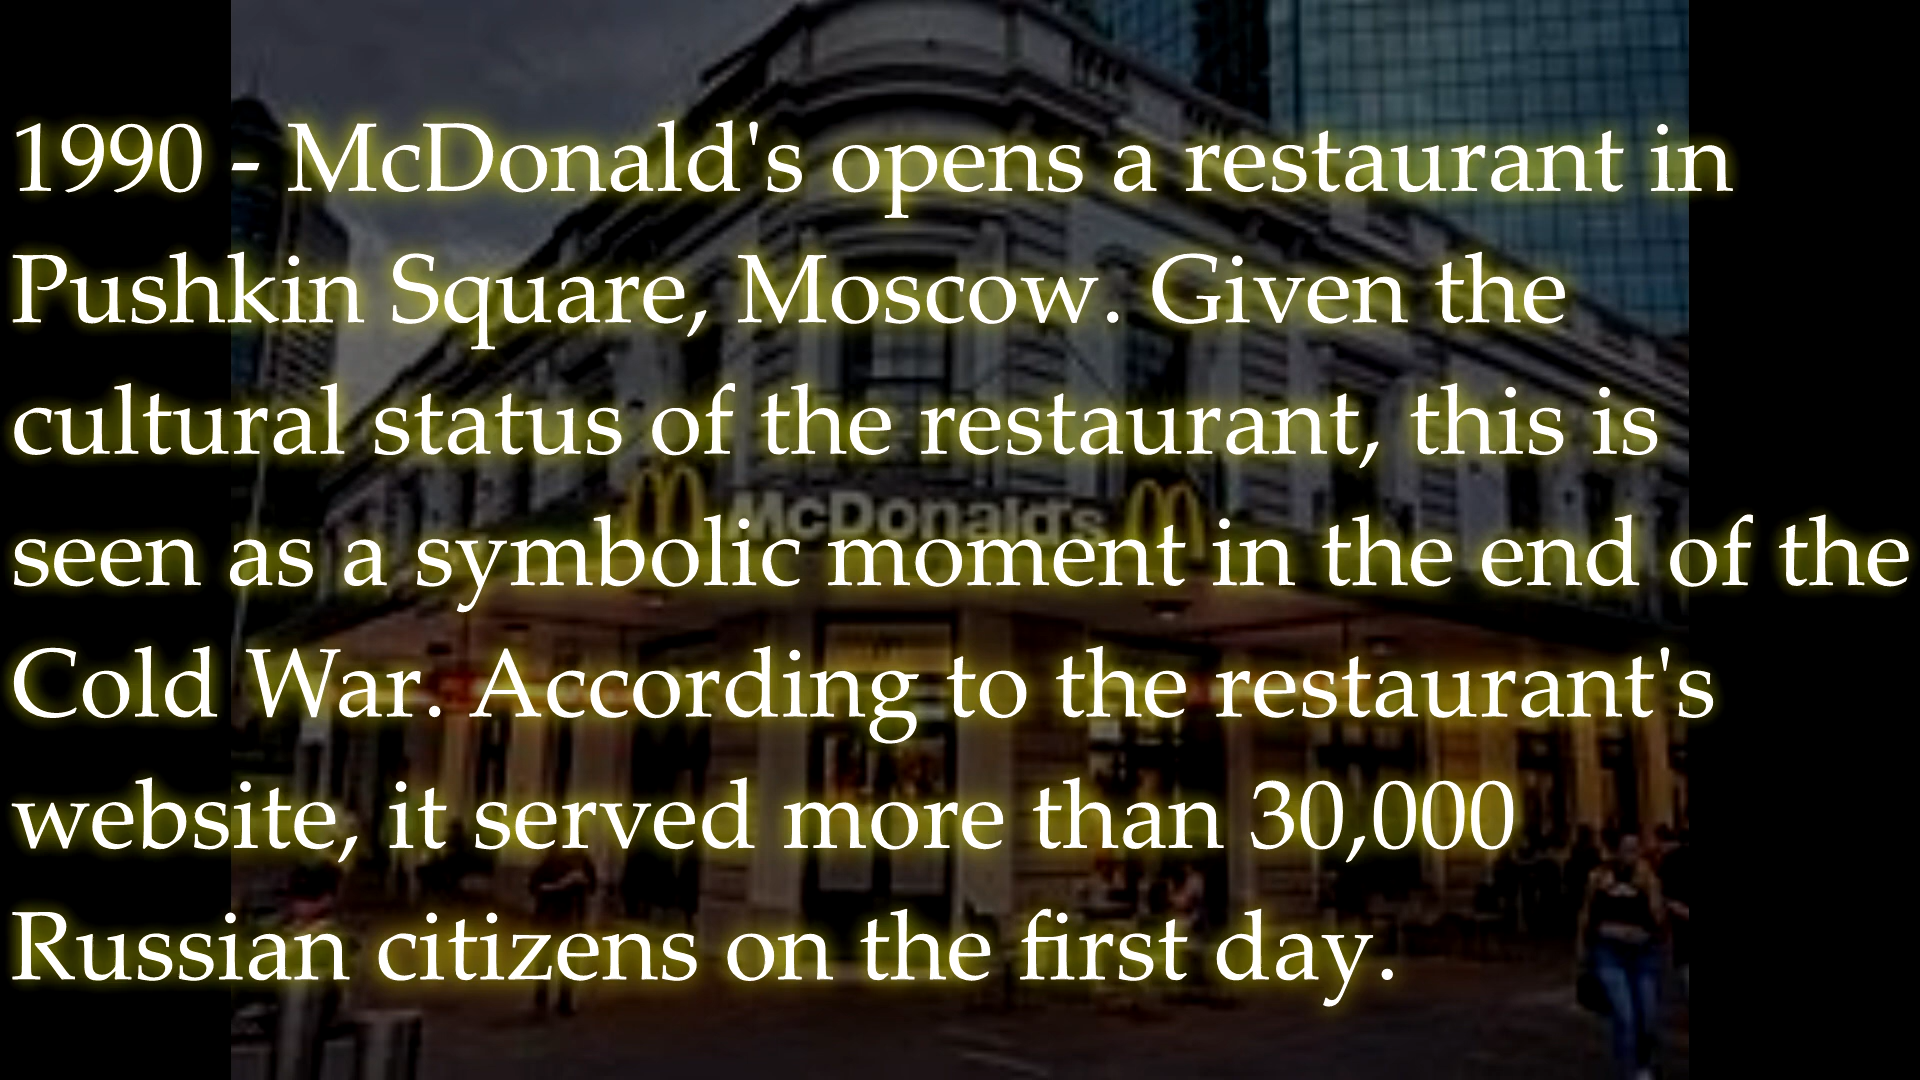 1990 - McDonald's opens a restaurant in
Pushkin Square, Moscow. Given the
cultural status of the restaurant, this is
McDonald's
seen as a symbolic moment in the end of the
Cold War. According to the restaurant's
website, it served more than 30,000
Russian citizens on the first day.